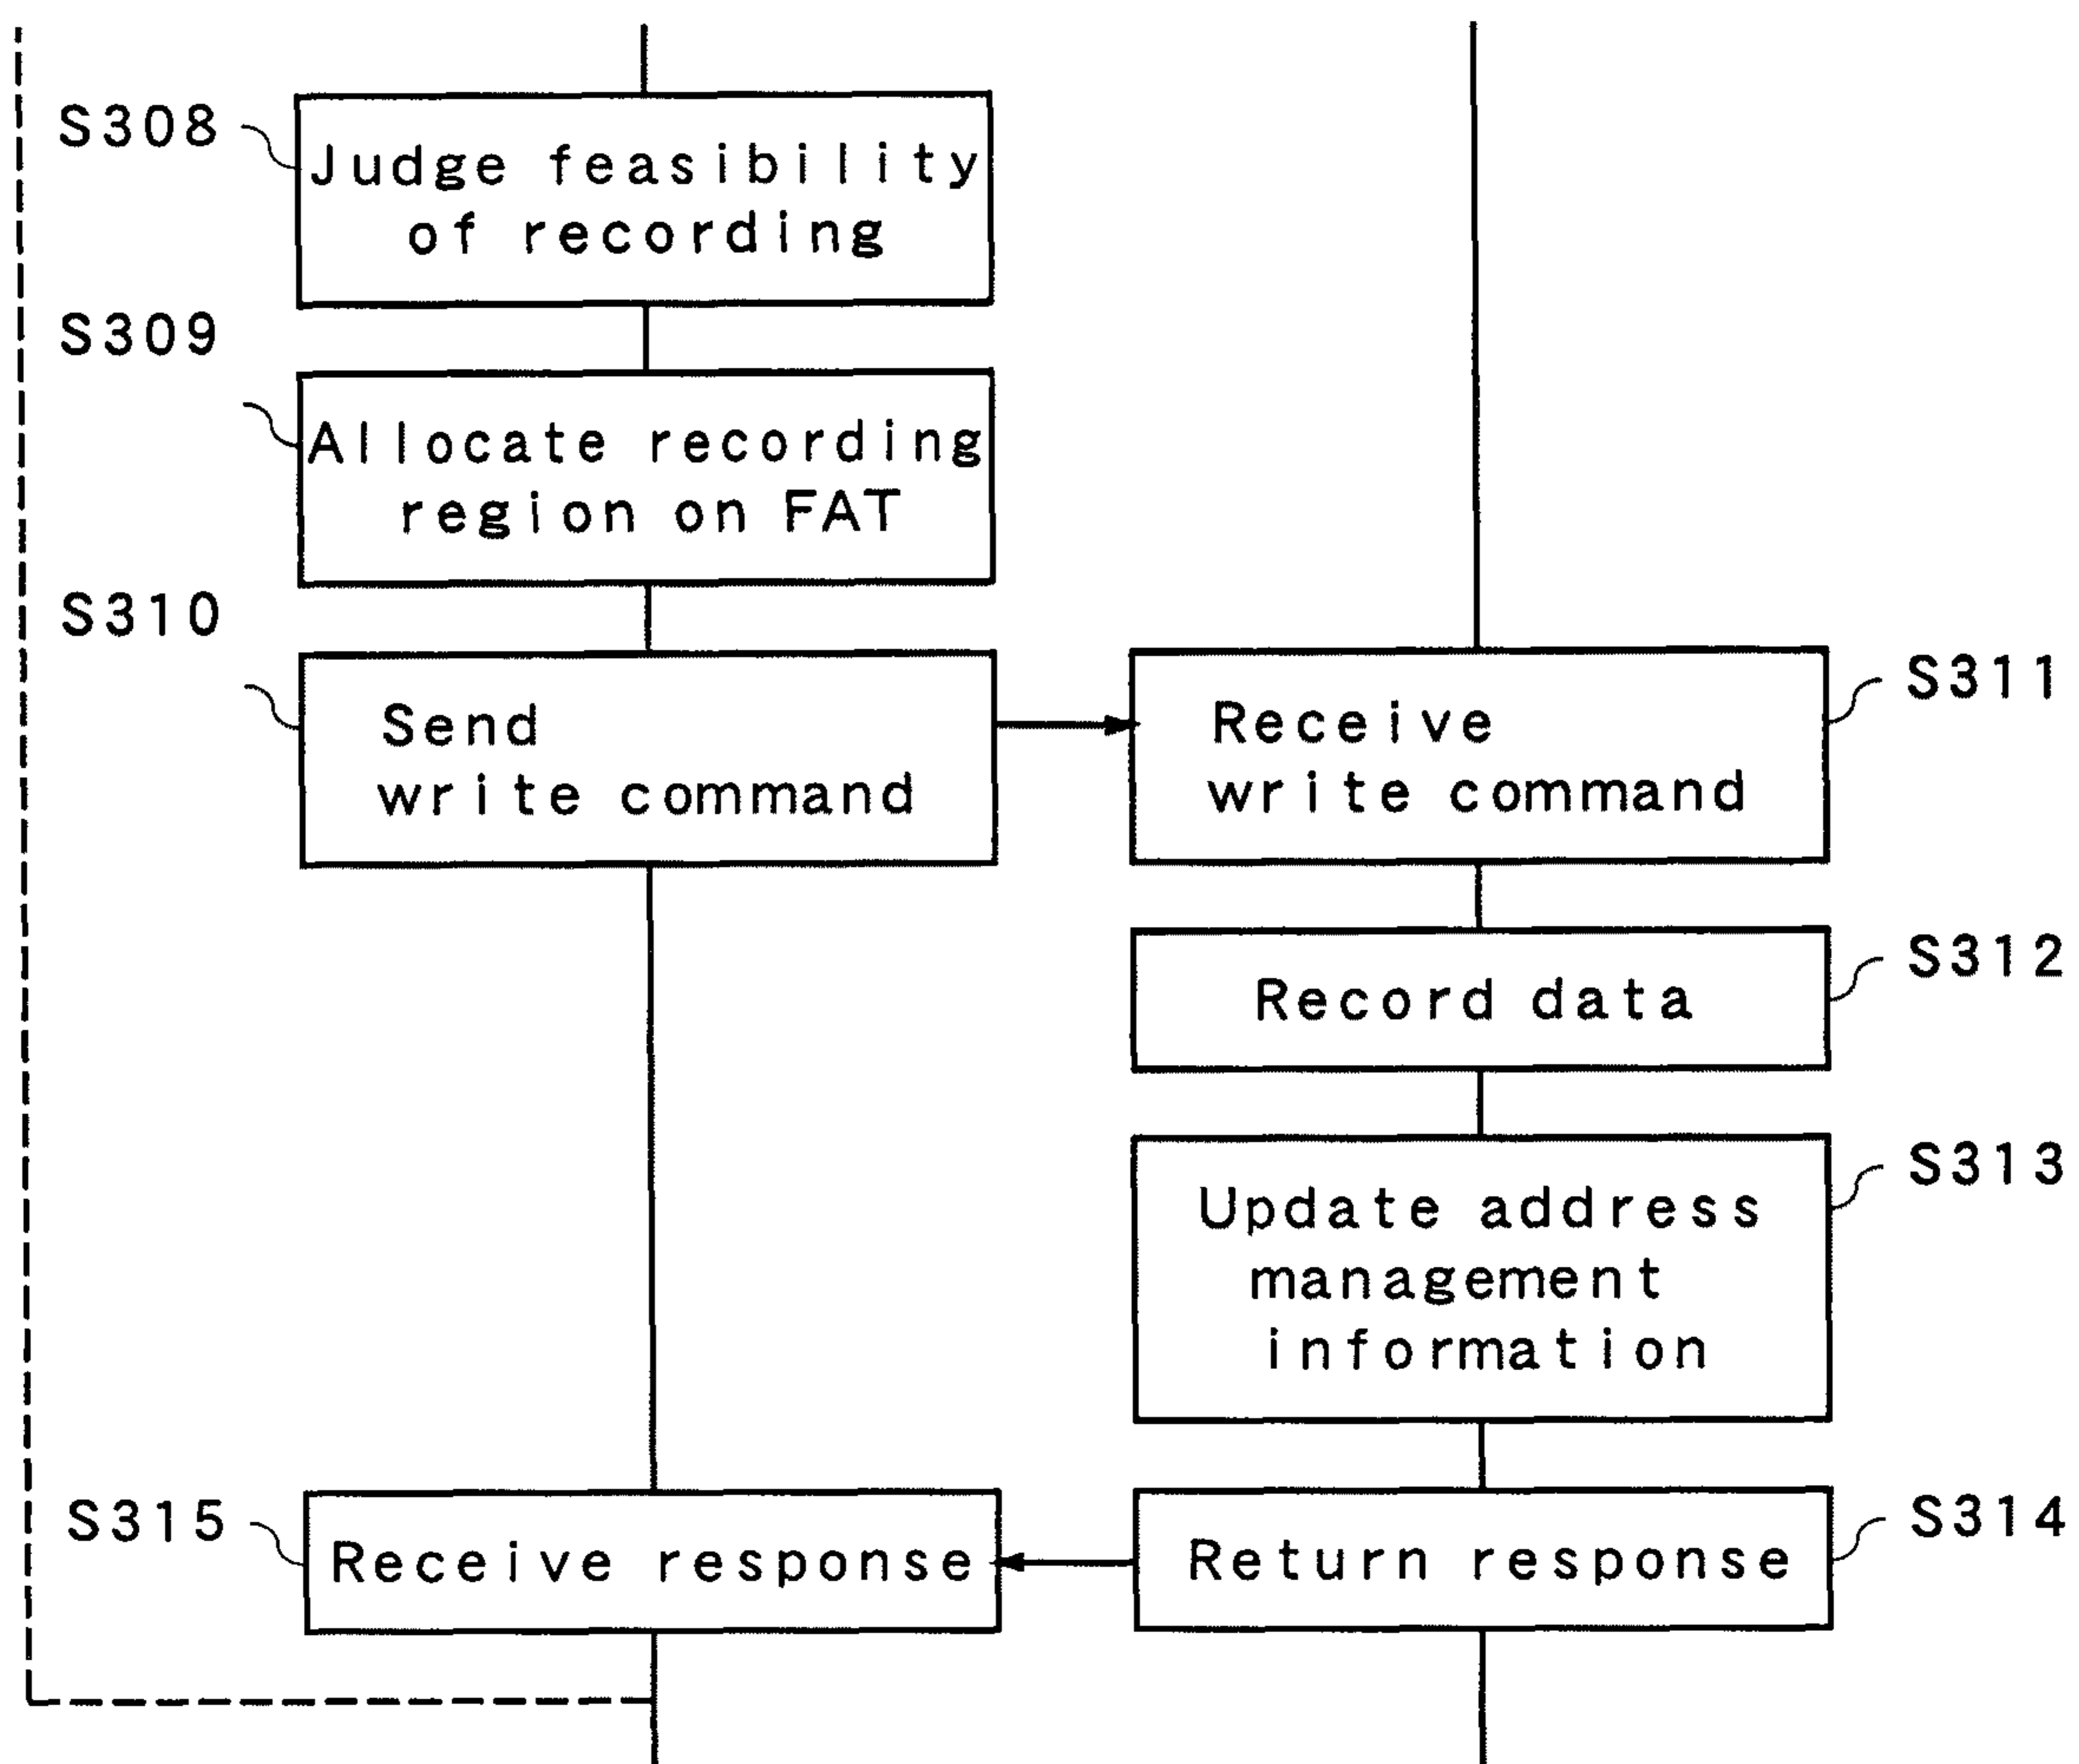 S308
Judge feasibility
of recording
S309
Allocate recording
region on FAT
S310
Send
write command
S311
Receive
write command
S312
Record data
S313
Update address
management
information
S315
Receive response
S314
Return response